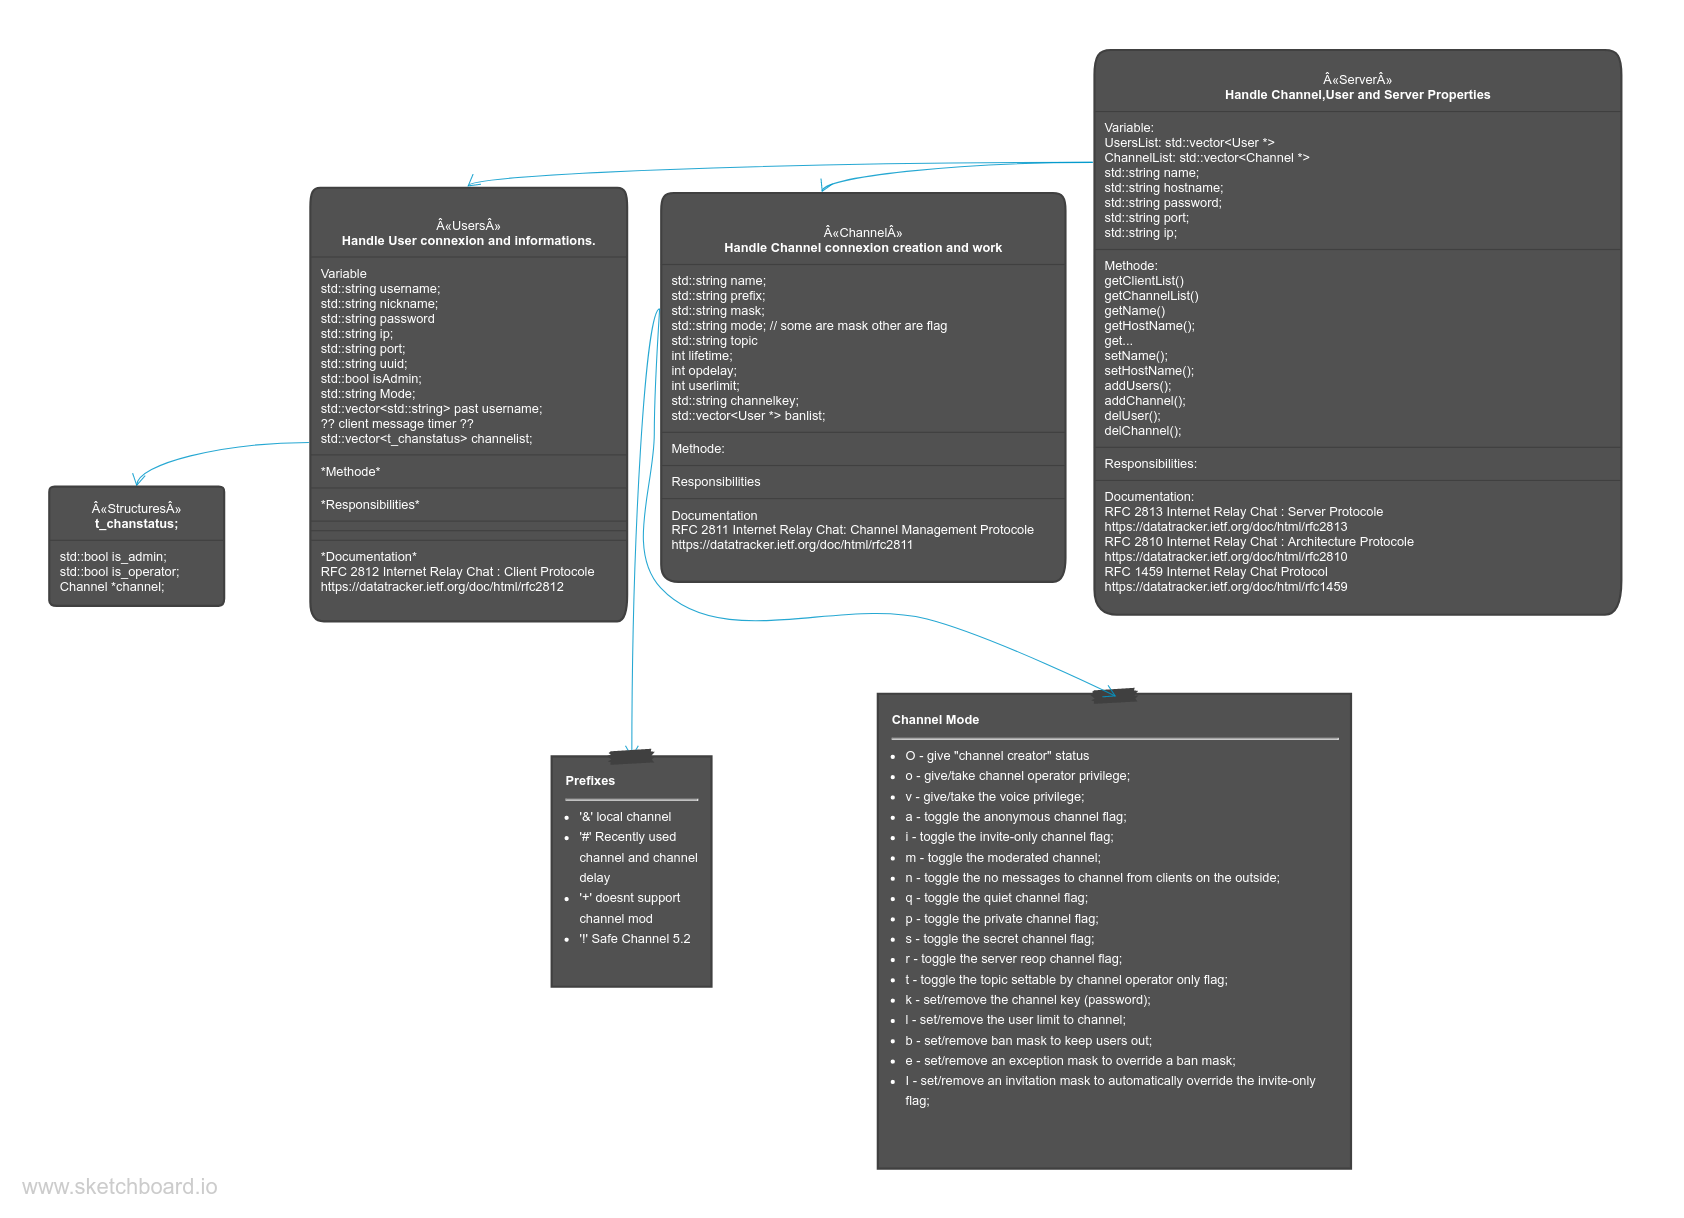 Â«ServerÂ»
Handle Channel,User and Server Properties
Variable:
UsersList: std::vector<User *>
ChannelList: std::vector<Channel *>
std::string name;
std::string hostname;
std::string password;
std::string port;
std::string ip;
Methode:
getClientList()
getChannelList()
getName()
getHostName();
get...
setName();
setHostName();
addUsers();
addChannel();
delUser();
delChannel();
Responsibilities:
Documentation:
RFC 2813 Internet Relay Chat : Server Protocole
https://datatracker.ietf.org/doc/html/rfc2813
RFC 2810 Internet Relay Chat : Architecture Protocole
https://datatracker.ietf.org/doc/html/rfc2810
RFC 1459 Internet Relay Chat Protocol
https://datatracker.ietf.org/doc/html/rfc1459
Â«UsersÂ»
Handle User connexion and informations.
Variable
std::string username;
std::string nickname;
std::string password
std::string ip;
std::string port;
std::string uuid;
std::bool isAdmin;
std::string Mode;
std::vector<std::string> past username;
?? client message timer ??
std::vector<t_chanstatus> channelist;
*Methode*
*Responsibilities*
*Documentation*
RFC 2812 Internet Relay Chat : Client Protocole
https://datatracker.ietf.org/doc/html/rfc2812
Â«ChannelÂ»
Handle Channel connexion creation and work
std::string name;
std::string prefix;
std::string mask;
std::string mode; // some are mask other are flag
std::string topic
int lifetime;
int opdelay;
int userlimit;
std::string channelkey;
std::vector<User *> banlist;
Methode:
Responsibilities
Documentation
RFC 2811 Internet Relay Chat: Channel Management Protocole
https://datatracker.ietf.org/doc/html/rfc2811
Â«StructuresÂ»
t_chanstatus;
std::bool is_admin;
std::bool is_operator;
Channel *channel;
Prefixes
• '&' local channel
• '#' Recently used
channel and channel
delay
• '+' doesnt support
channel mod
• '!' Safe Channel 5.2
Channel Mode
• O - give "channel creator" status
• o - give/take channel operator privilege;
• v - give/take the voice privilege;
• a - toggle the anonymous channel flag;
• i - toggle the invite-only channel flag;
• m - toggle the moderated channel;
• n - toggle the no messages to channel from clients on the outside;
• q - toggle the quiet channel flag;
• p - toggle the private channel flag;
• s - toggle the secret channel flag;
• r - toggle the server reop channel flag;
• t - toggle the topic settable by channel operator only flag;
• k - set/remove the channel key (password);
• l - set/remove the user limit to channel;
• b - set/remove ban mask to keep users out;
• e - set/remove an exception mask to override a ban mask;
• I - set/remove an invitation mask to automatically override the invite-only
flag;
www.sketchboard.io